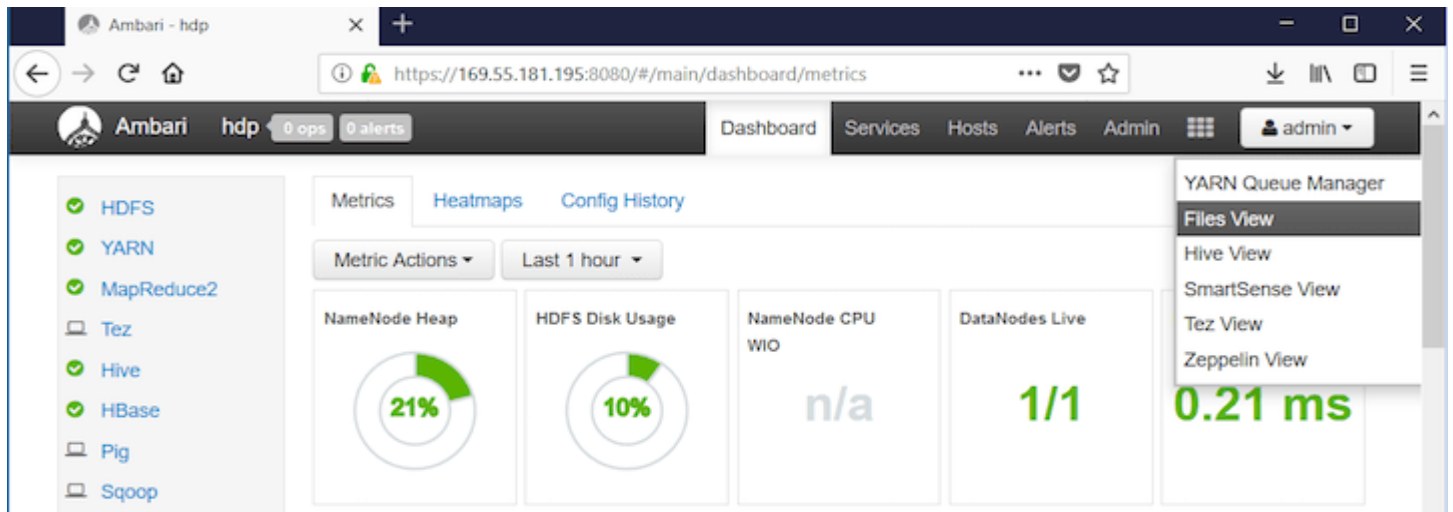 Ambari - hdp
https://169.55.181.195:8080/#/main/dashboard/metrics
Ambari hdp 0 ops 0 alerts Dashboard Services Hosts Alerts Admin admin
YARN Queue Manager
Files View
Hive View
SmartSense View
Tez View
Zeppelin View
HDFS
YARN
MapReduce2
Tez
Hive
HBase
Pig
Sqoop
Metrics Heatmaps Config History
Metric Actions Last 1 hour
NameNode Heap
21%
HDFS Disk Usage
10%
NameNode CPU
WIO
n/a
DataNodes Live
1/1
0.21 ms